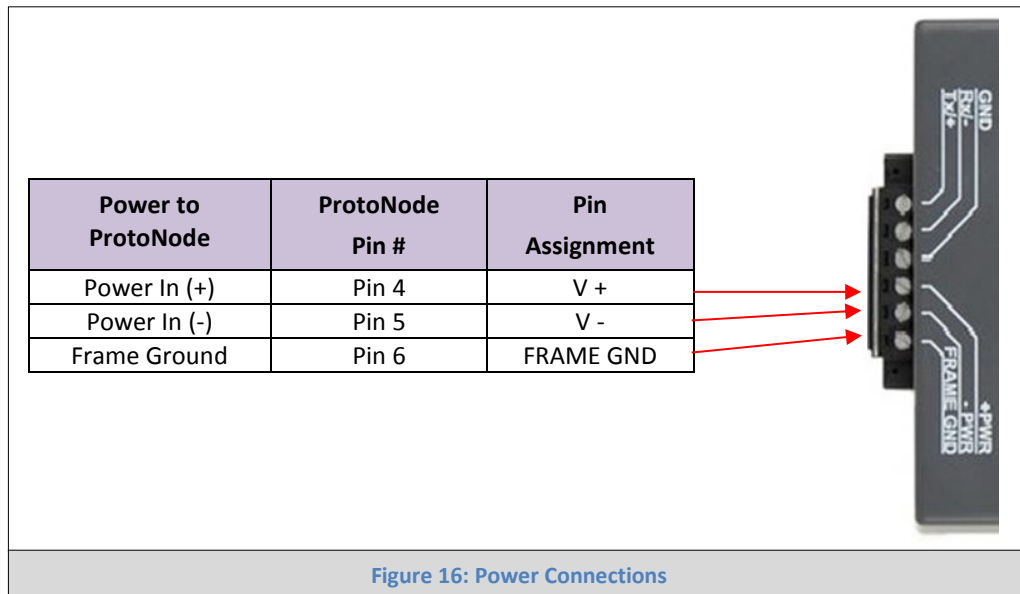 Power to ProtoNode Pin
ProtoNode Pin # Assignment
Power In (+) Pin 4 V +
Power In (-) Pin 5 V -
Frame Ground Pin 6 FRAME GND
GND
Rx/-
Tx/+
+PWR
- PWR
FRAME GND
Figure 16: Power Connections